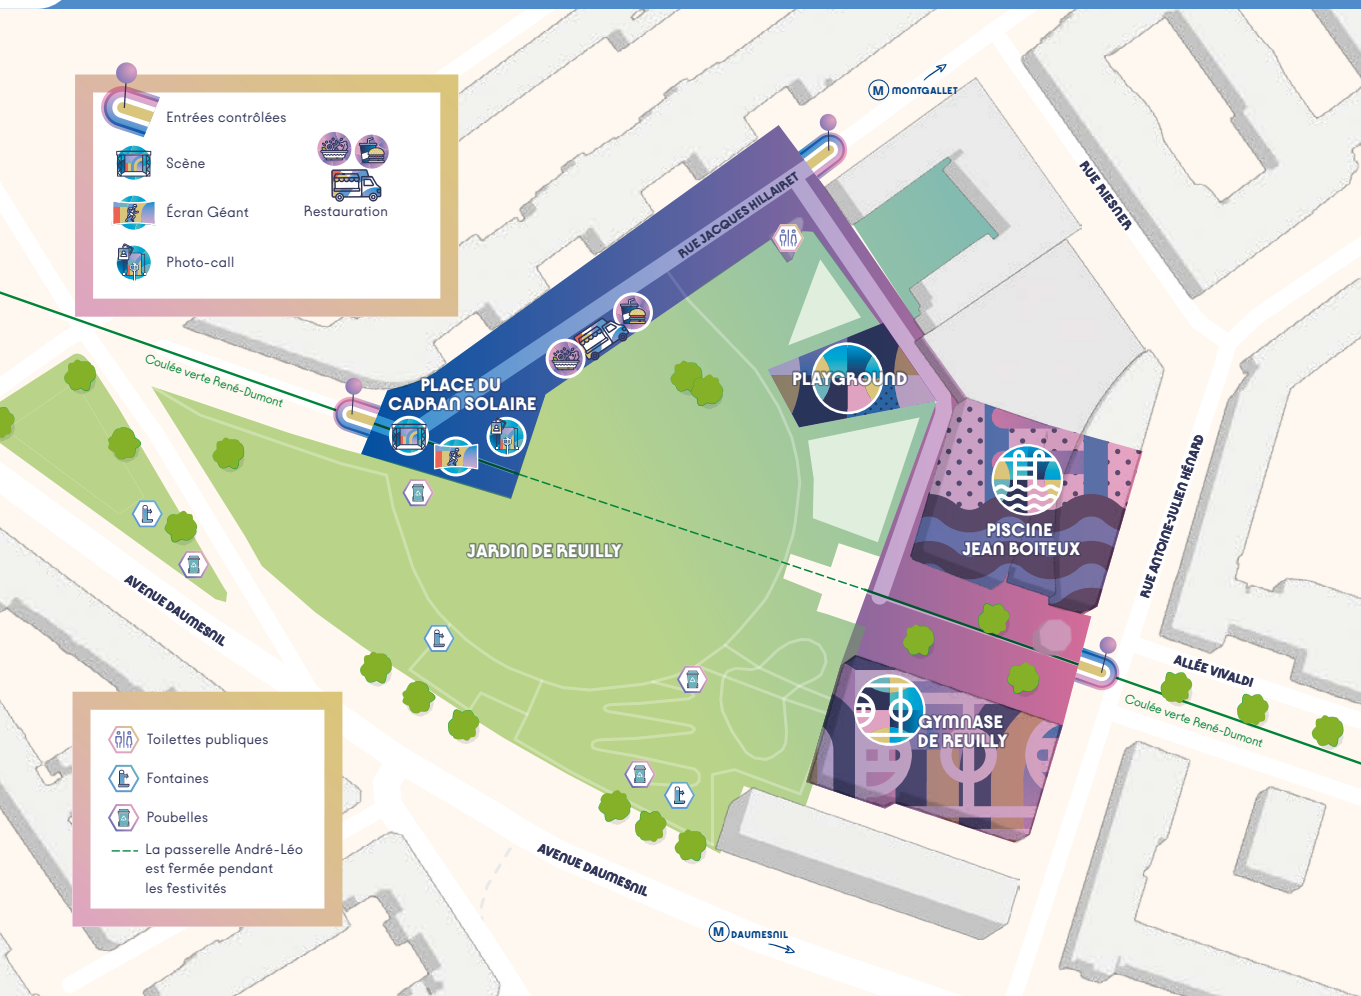 Entrées contrôlées
Scène
Écran Géant
Photo-call
Restauration
M MONTGALLET
RUE RIESNER
RUE JACQUES HILLAIRET
Coulée verte René-Dumont
PLACE DU
CADRAN SOLAIRE
PLAYGROUND
JARDIN DE REUILLY
PISCINE
JEAN BOITEUX
RUE ANTOINE-JULIEN HÉNARD
AVENUE DAUMESNIL
ALLÉE VIVALDI
Coulée verte René-Dumont
GYMNASE
DE REUILLY
Toilettes publiques
Fontaines
Poubelles
La passerelle André-Léo
est fermée pendant
les festivités
AVENUE DAUMESNIL
M DAUMESNIL